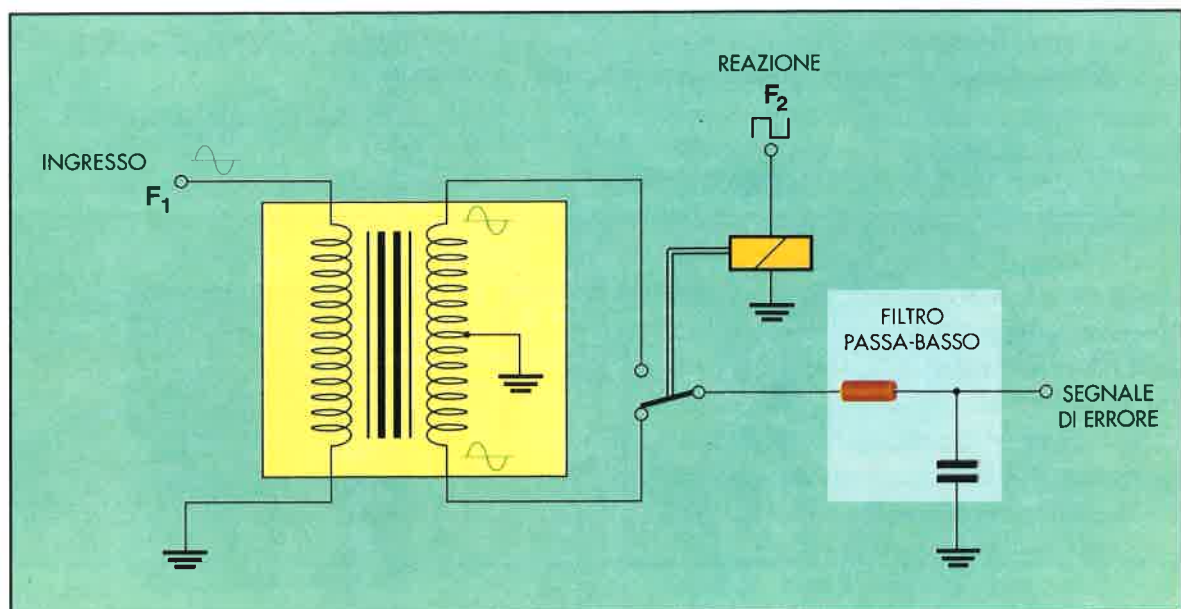 REAZIONE
F2
INGRESSO
F1
FILTRO
PASSA-BASSO
SEGNALE
DI ERRORE